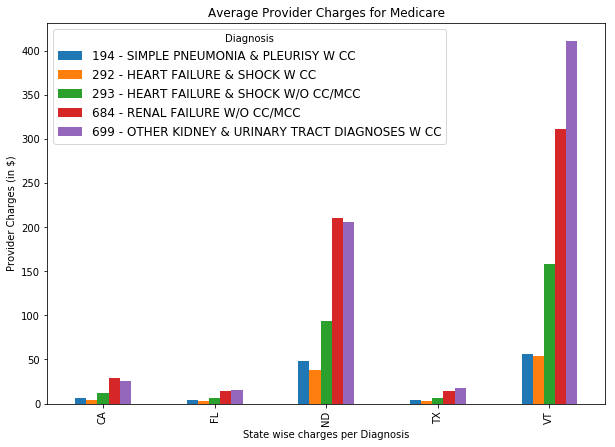 Average Provider Charges for Medicare
Diagnosis
194 - SIMPLE PNEUMONIA & PLEURISY W CC
292 - HEART FAILURE & SHOCK W CC
293 - HEART FAILURE & SHOCK W/O CC/MCC
684 - RENAL FAILURE W/O CC/MCC
699 - OTHER KIDNEY & URINARY TRACT DIAGNOSES W CC
Provider Charges (in $)
400
350
300
250
200
150
100
50
0
CA
FL
ND
TX
VT
State wise charges per Diagnosis